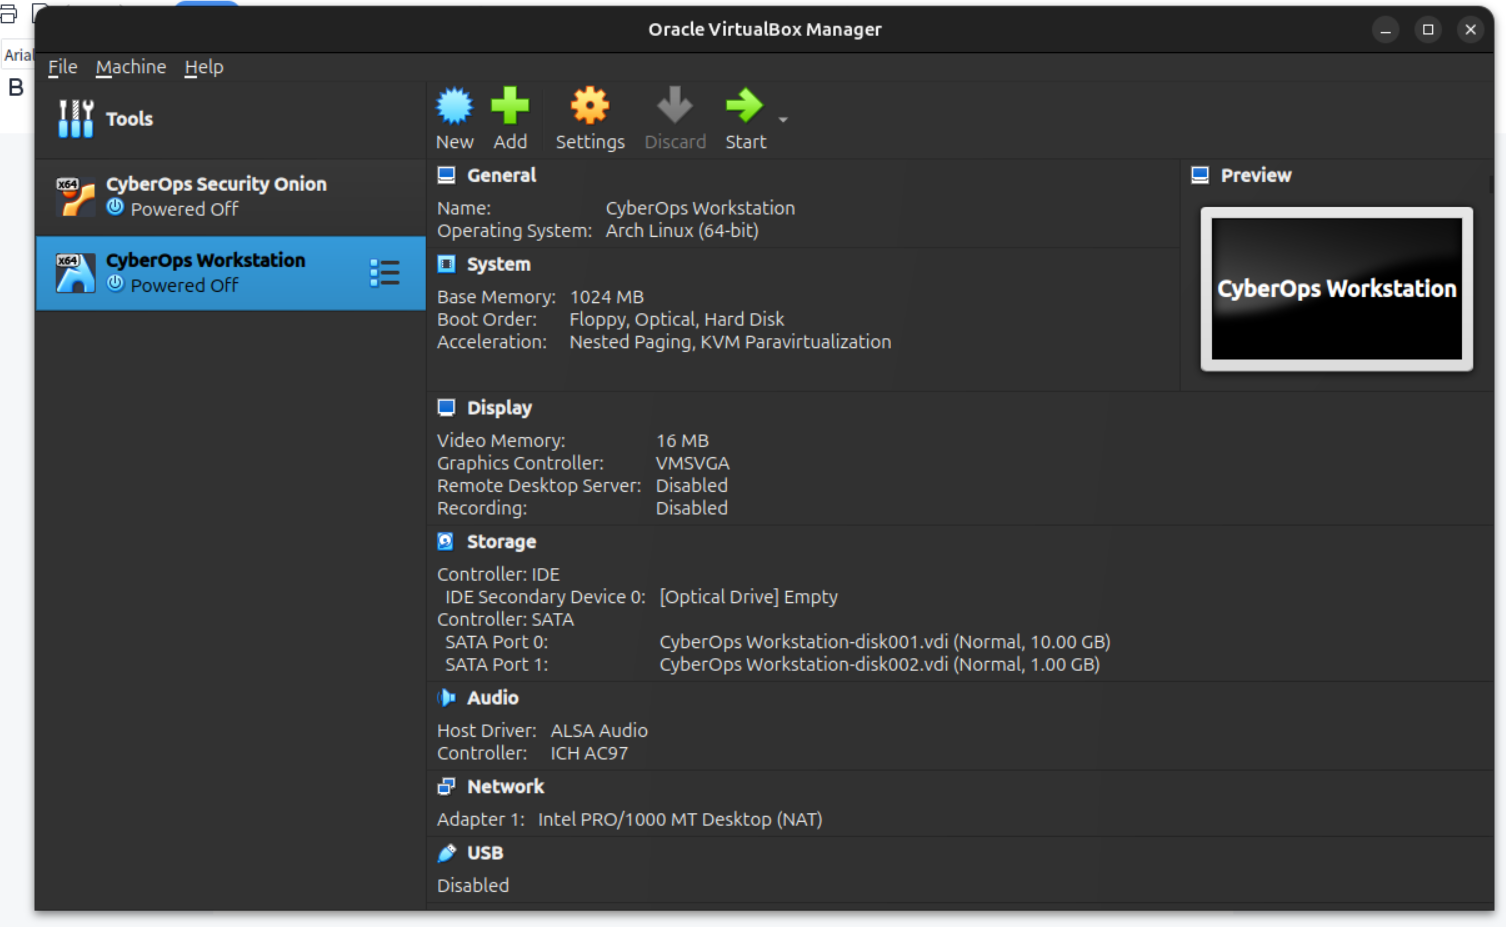 Oracle VirtualBox Manager
Arial
B
File Machine Help
Tools
New Add Settings Discard Start
x64
CyberOps Security Onion
Powered Off
x64
CyberOps Workstation
Powered Off
General
Name: CyberOps Workstation
Operating System: Arch Linux (64-bit)
Preview
CyberOps Workstation
System
Base Memory: 1024 MB
Boot Order: Floppy, Optical, Hard Disk
Acceleration: Nested Paging, KVM Paravirtualization
Display
Video Memory: 16 MB
Graphics Controller: VMSVGA
Remote Desktop Server: Disabled
Recording: Disabled
Storage
Controller: IDE
IDE Secondary Device 0: [Optical Drive] Empty
Controller: SATA
SATA Port 0: CyberOps Workstation-disk001.vdi (Normal, 10.00 GB)
SATA Port 1: CyberOps Workstation-disk002.vdi (Normal, 1.00 GB)
Audio
Host Driver: ALSA Audio
Controller: ICH AC97
Network
Adapter 1: Intel PRO/1000 MT Desktop (NAT)
USB
Disabled